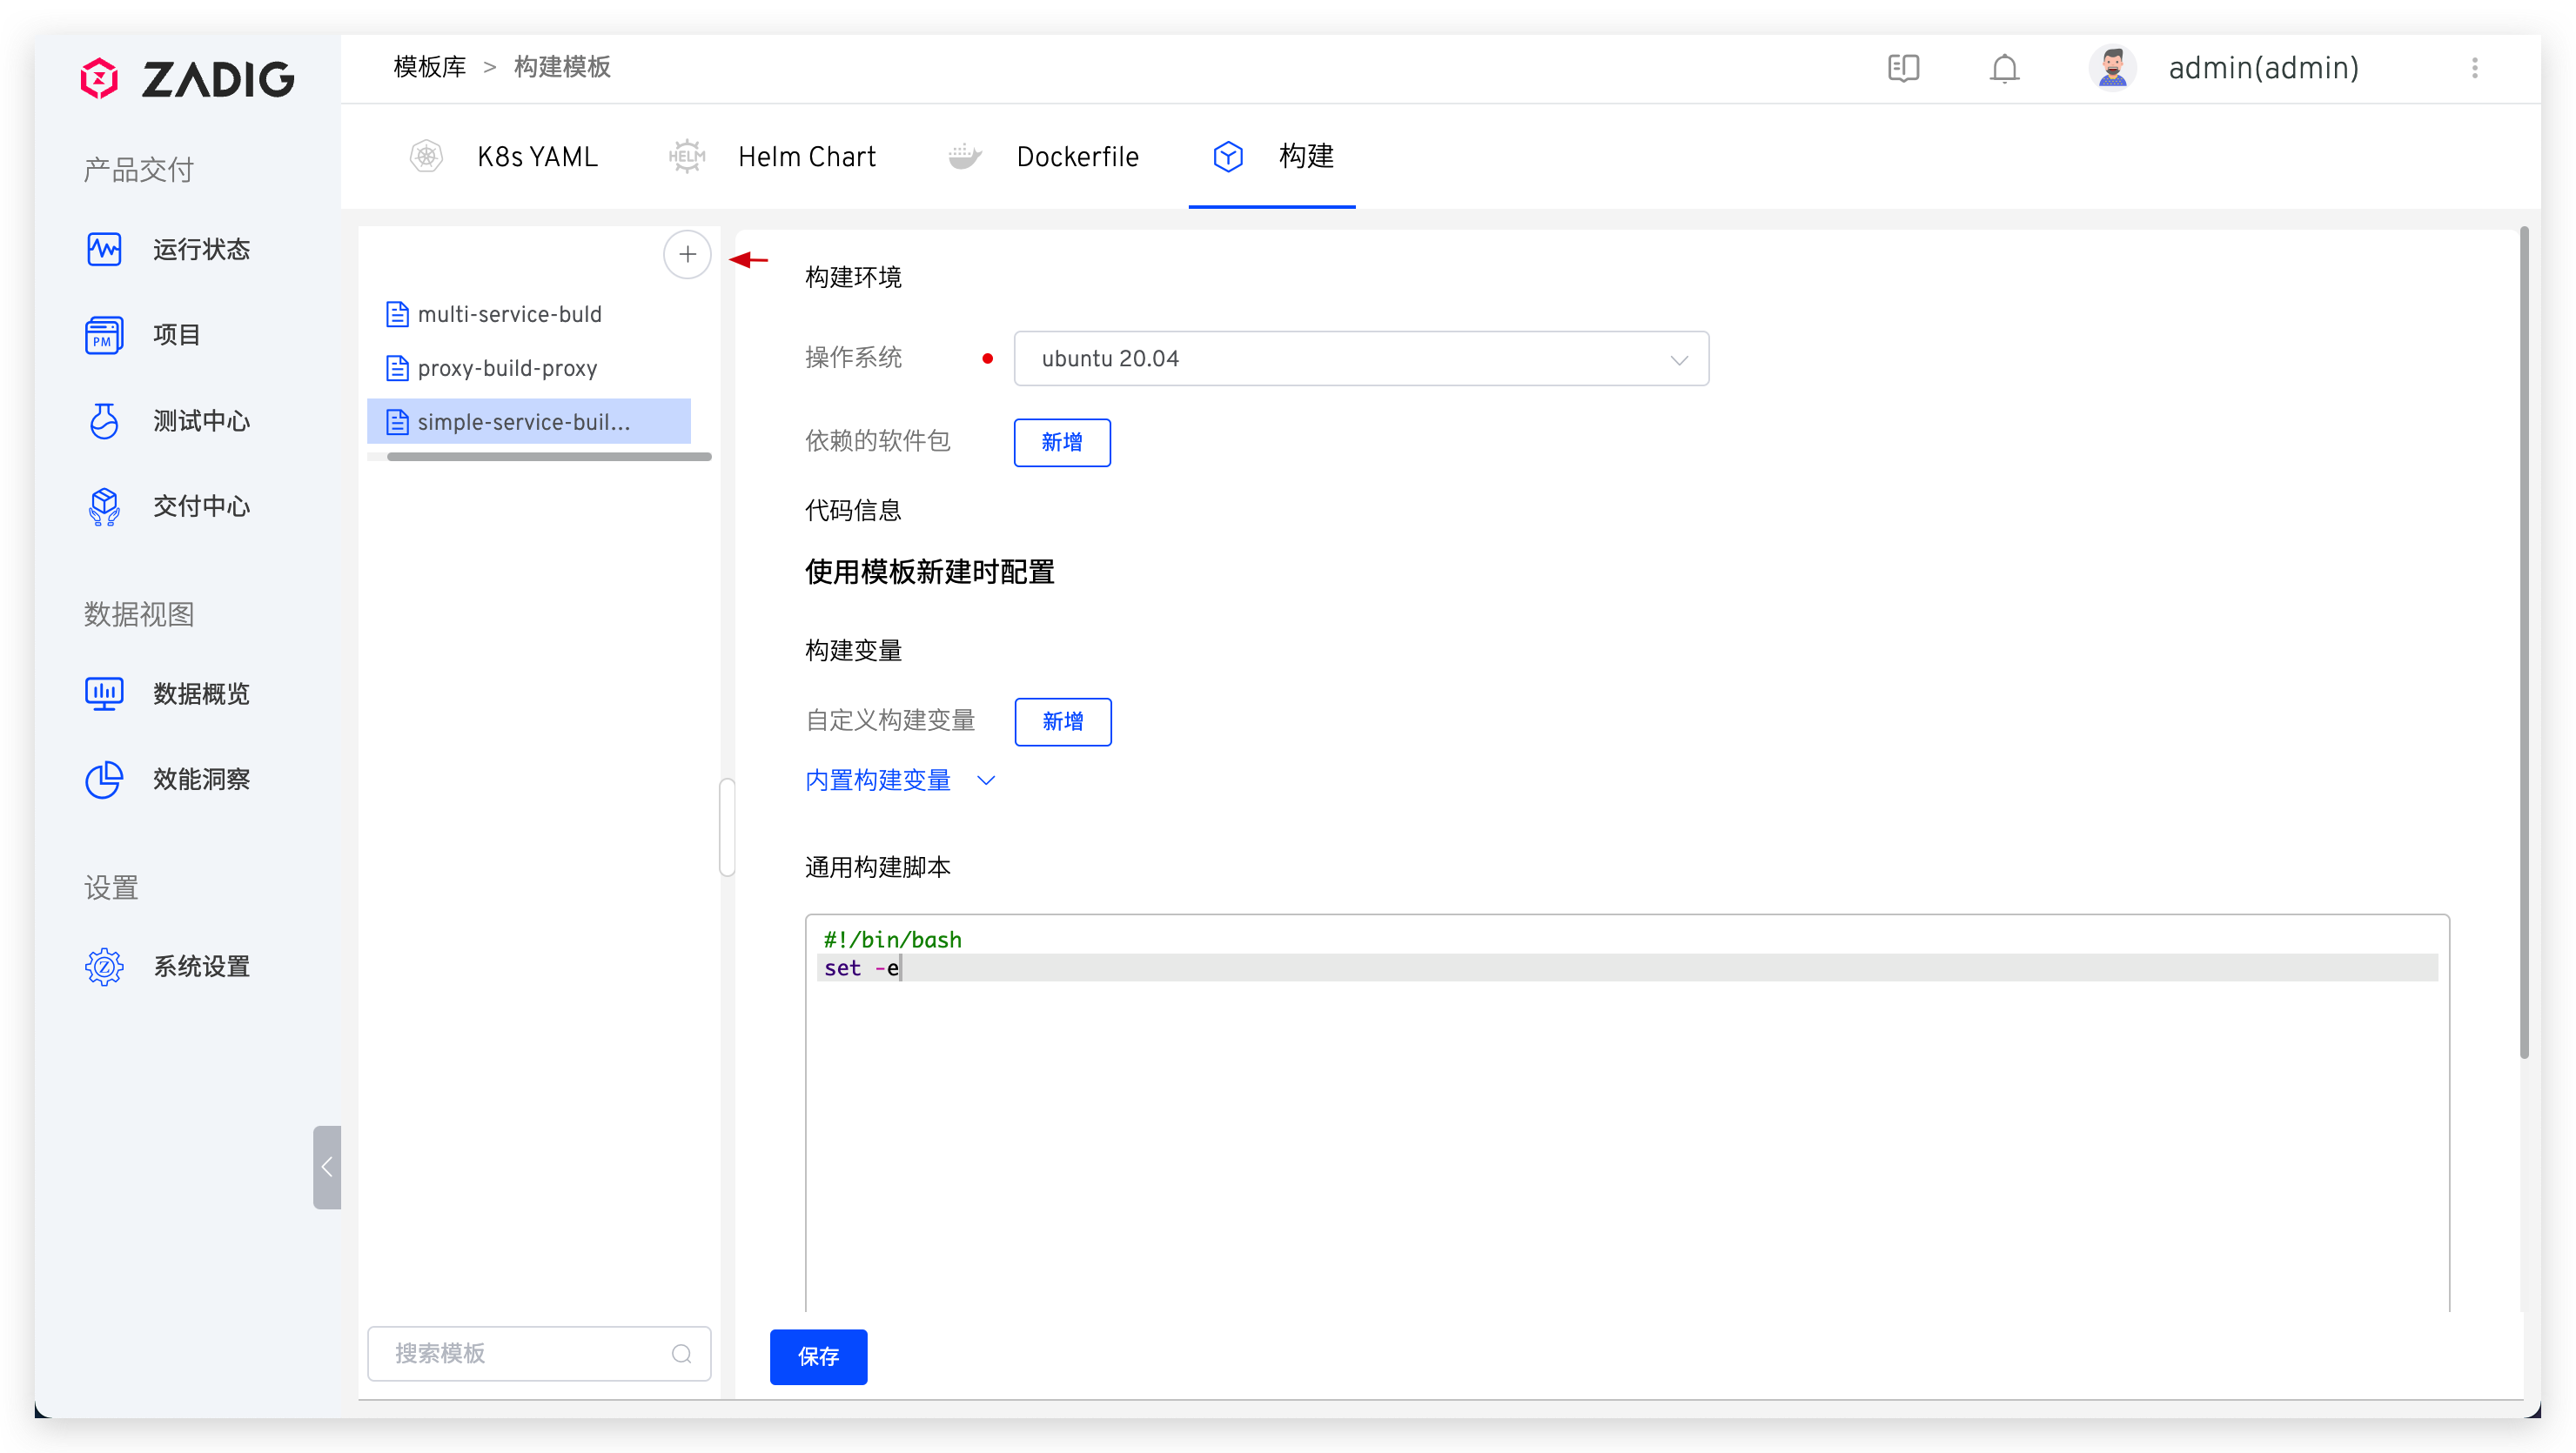 ZADIG
模板库 > 构建模板
admin(admin)
K8s YAML
HELM
Helm Chart
Dockerfile
构建
产品交付
运行状态
PM
项目
测试中心
交付中心
数据视图
数据概览
效能洞察
设置
系统设置
multi-service-buld
proxy-build-proxy
simple-service-buil...
搜索模板
构建环境
操作系统
ubuntu 20.04
依赖的软件包
新增
代码信息
使用模板新建时配置
构建变量
自定义构建变量
新增
内置构建变量
通用构建脚本
#!/bin/bash
set -e
保存